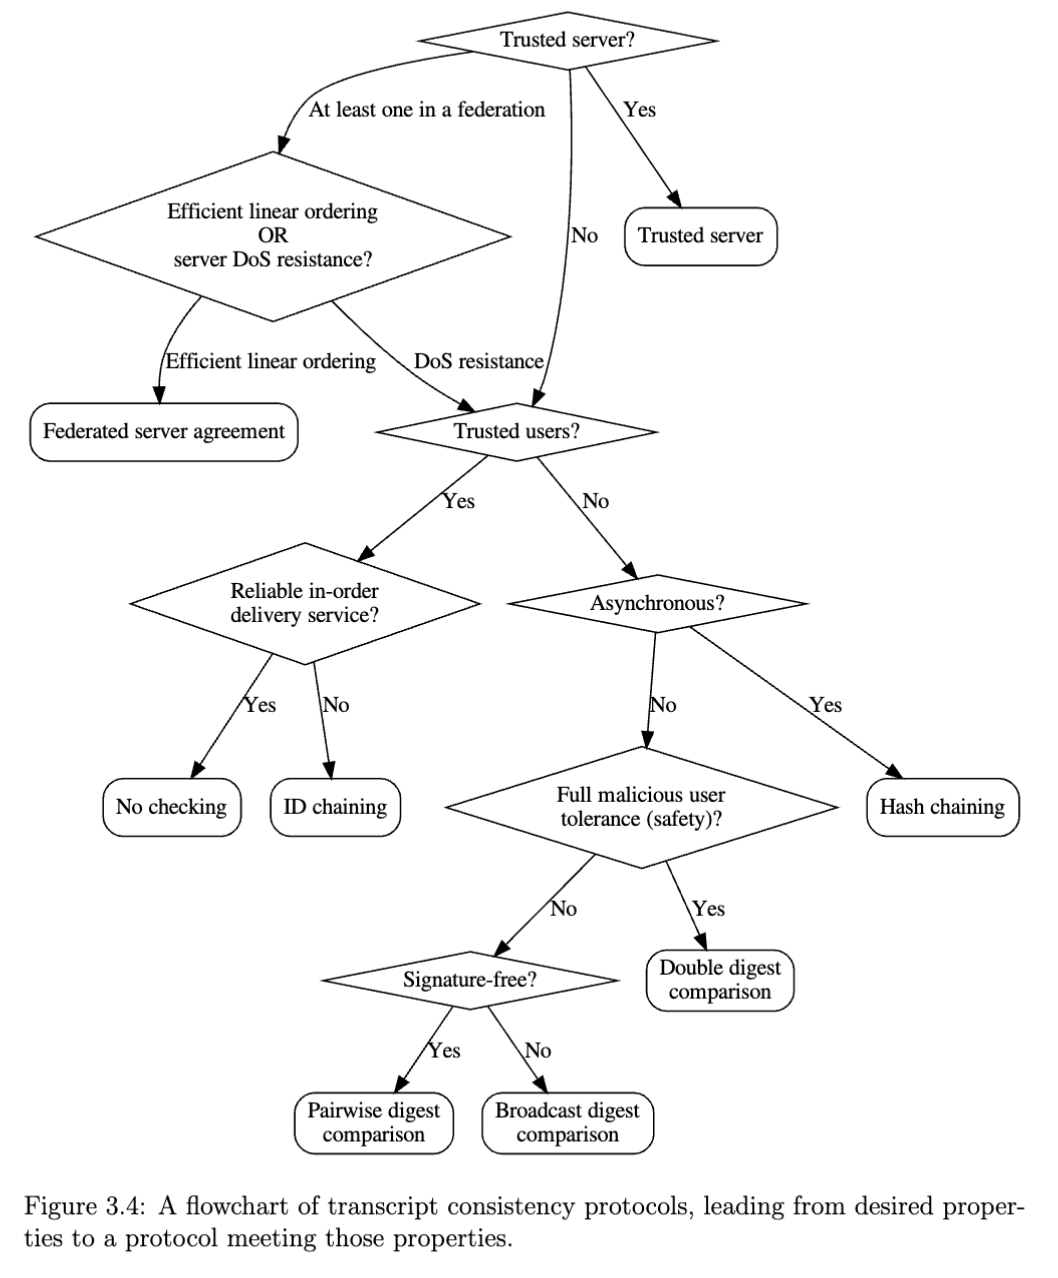 Trusted server?
At least one in a federation
Yes
Efficient linear ordering
OR
server DoS resistance?
No
Trusted server
Efficient linear ordering
DoS resistance
Federated server agreement
Trusted users?
Yes
No
Reliable in-order
delivery service?
Asynchronous?
Yes
No
No
Yes
No checking
ID chaining
Full malicious user
tolerance (safety)?
Hash chaining
No
Yes
Signature-free?
Double digest
comparison
Yes
No
Pairwise digest
comparison
Broadcast digest
comparison
Figure 3.4: A flowchart of transcript consistency protocols, leading from desired proper-
ties to a protocol meeting those properties.